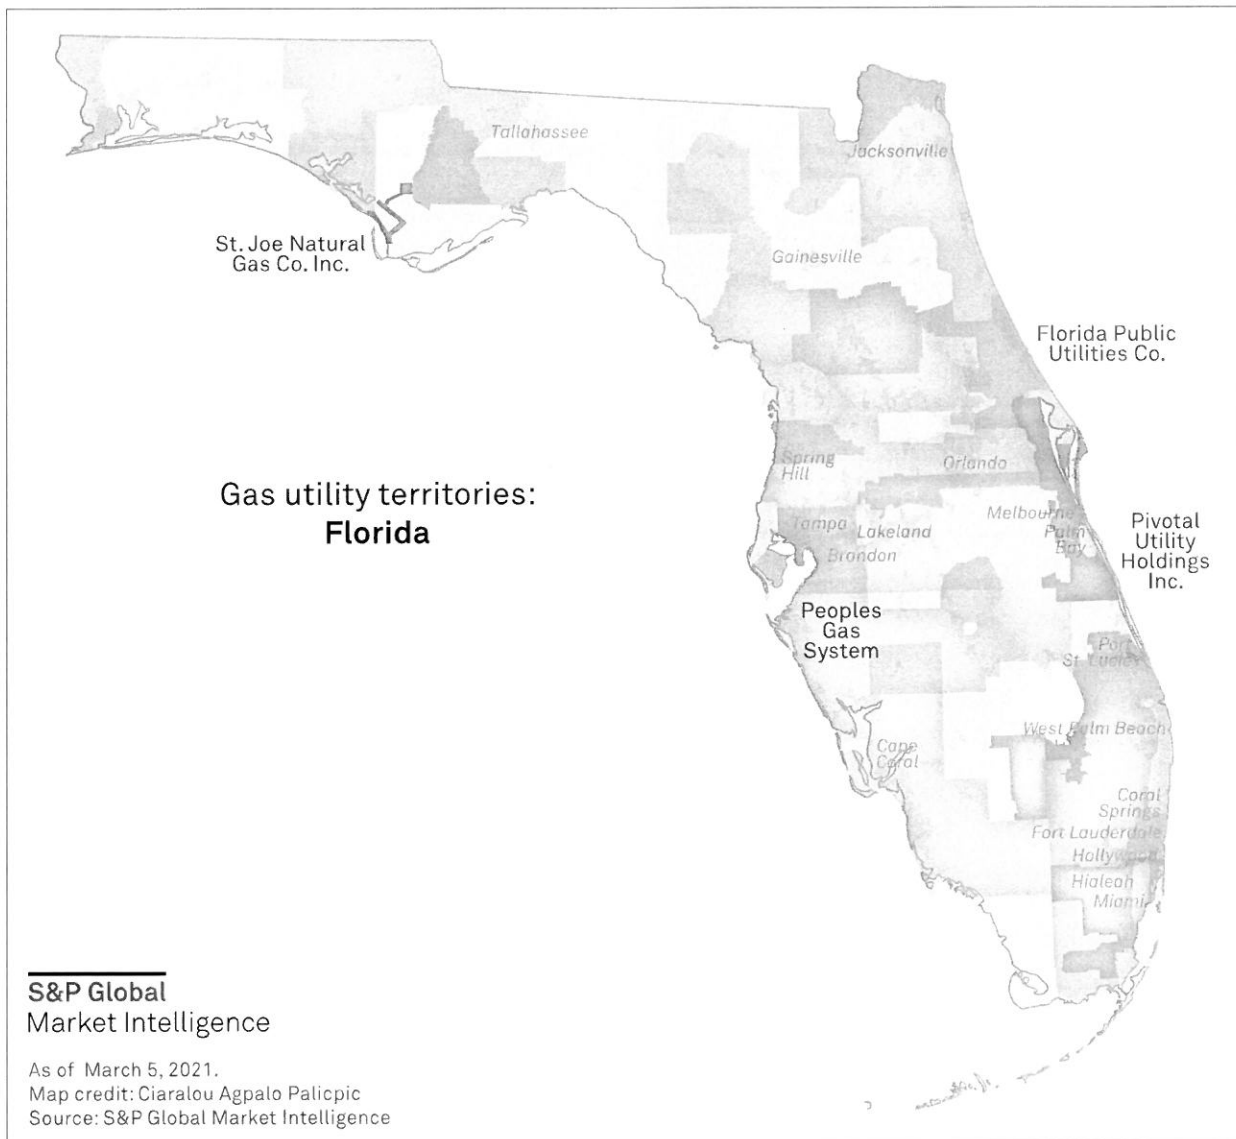 Tallahassee
Jacksonville
St. Joe Natural
Gas Co. Inc.
Gainesville
Florida Public
Utilities Co.
Spring
Hill
Orlando
Gas utility territories:
Florida
Tampa
Lakeland
Brandon
Melbourne
Palm
Bay
Pivotal
Utility
Holdings
Inc.
Peoples
Gas
System
Port
St. Lucie
West Palm Beach
Cape
Coral
Coral
Springs
Fort Lauderdale
Hollywood
Hialeah
Miami
S&P Global
Market Intelligence
As of March 5, 2021.
Map credit: Ciaralou Agpalo Palicpic
Source: S&P Global Market Intelligence